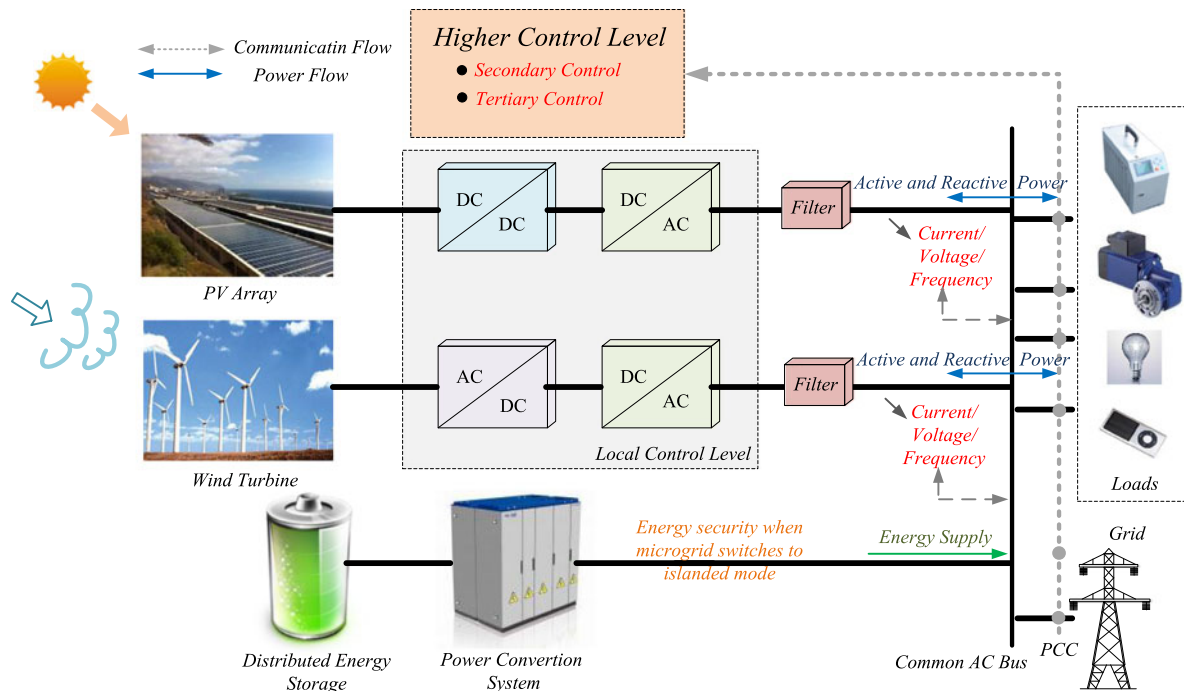 Communicatin Flow
Power Flow
Higher Control Level
Secondary Control
Tertiary Control
PV Array
DC
DC
DC
AC
Filter
Active and Reactive Power
Current/
Voltage/
Frequency
Wind Turbine
AC
DC
DC
AC
Local Control Level
Filter
Active and Reactive Power
Current/
Voltage/
Frequency
Loads
Distributed Energy
Storage
Power Convertion
System
Energy security when
microgrid switches to
islanded mode
Energy Supply
Common AC Bus
PCC
Grid